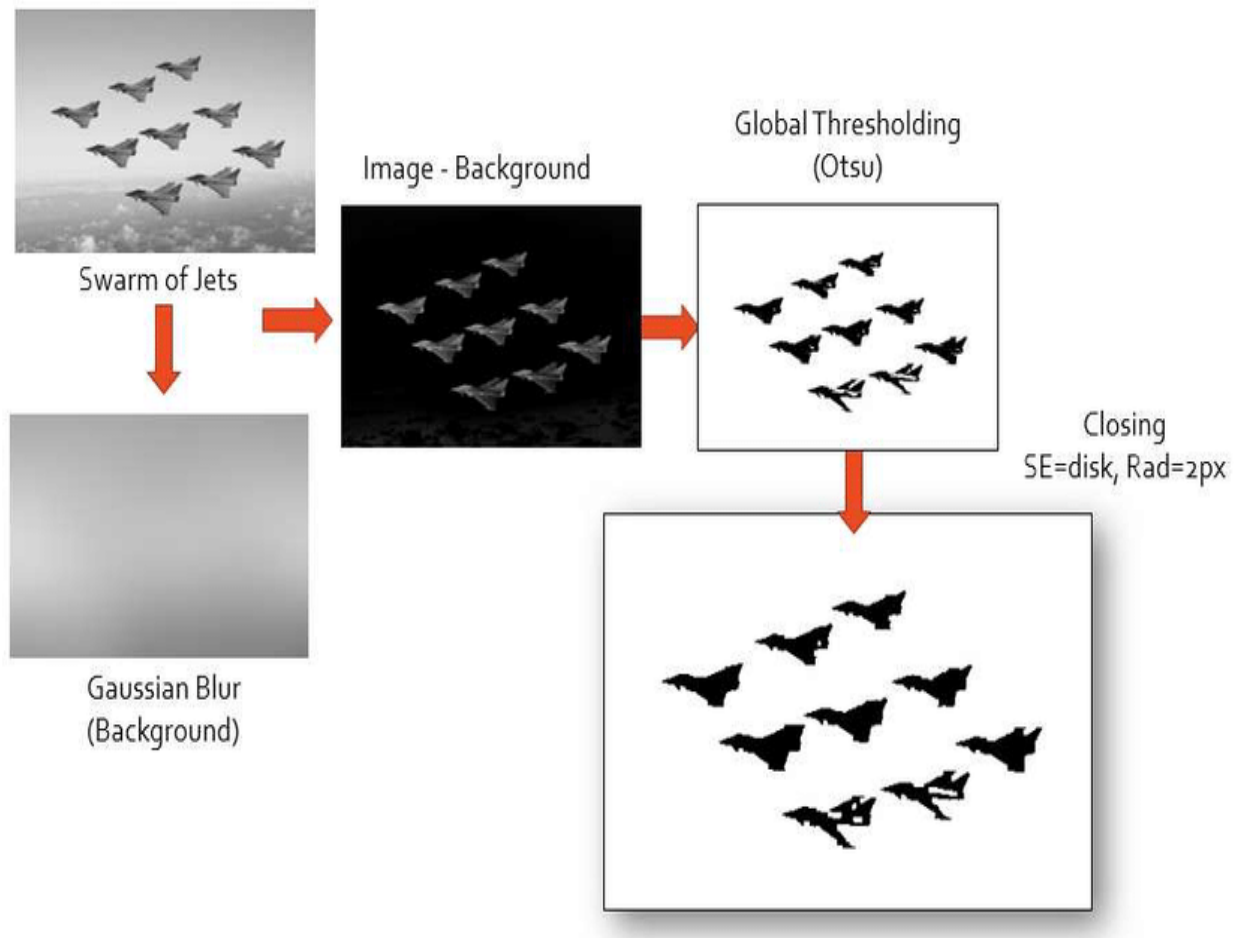 Swarm of Jets
Gaussian Blur
(Background)
Image - Background
Global Thresholding
(Otsu)
Closing
SE=disk, Rad=2px